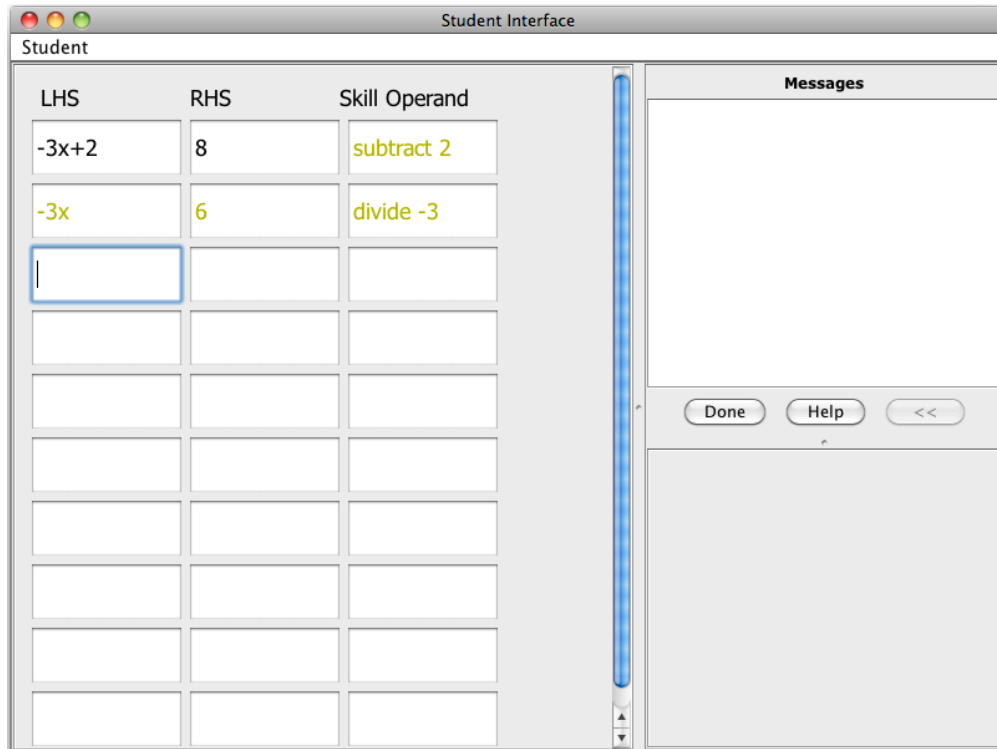 Student Interface
Student
LHS RHS Skill Operand
-3x+2 8 subtract 2
-3x 6 divide -3
Messages
Done Help <<